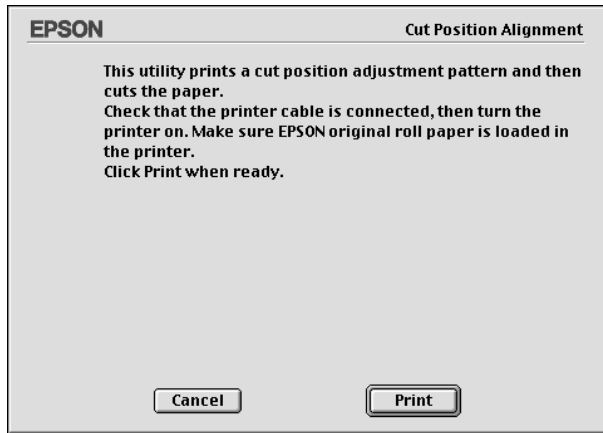 EPSON
Cut Position Alignment
This utility prints a cut position adjustment pattern and then
cuts the paper.
Check that the printer cable is connected, then turn the
printer on. Make sure EPSON original roll paper is loaded in
the printer.
Click Print when ready.
Cancel
Print